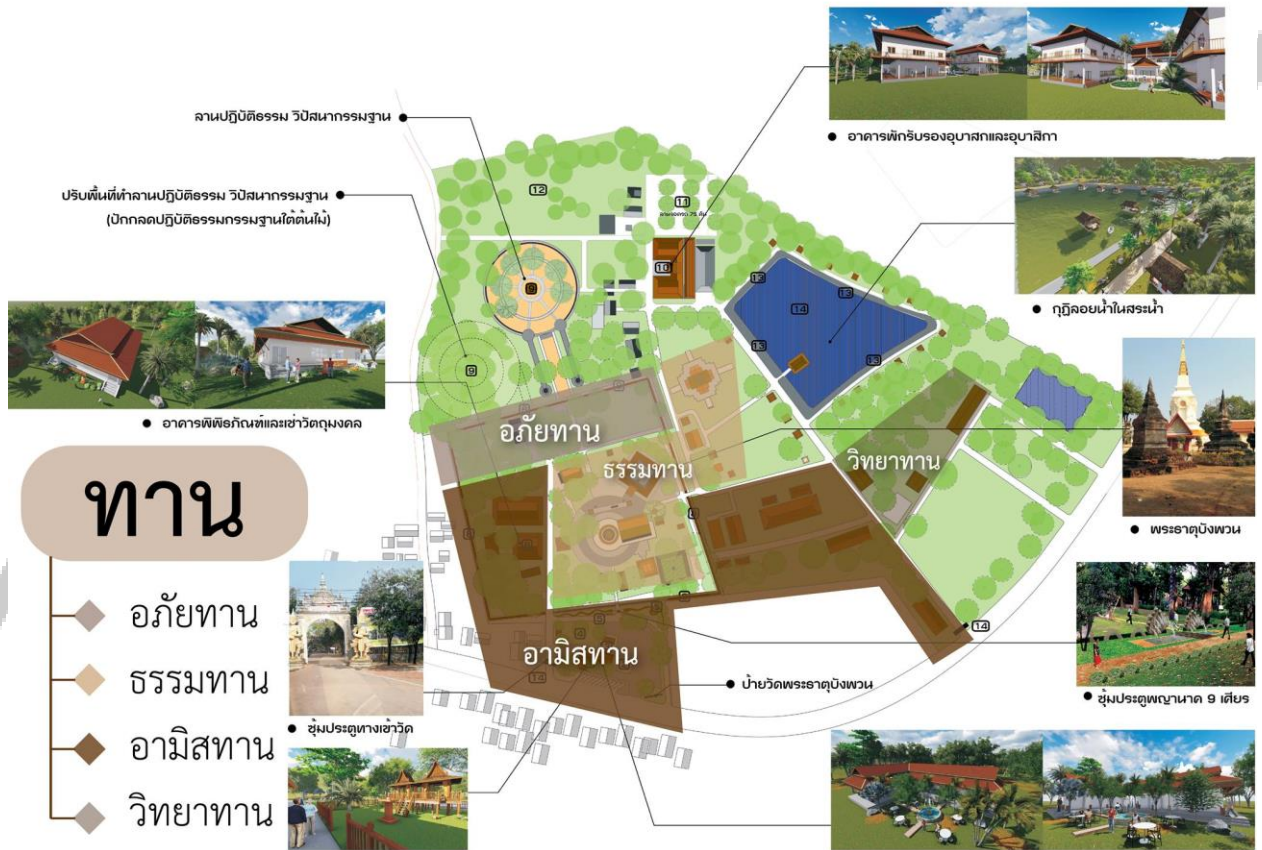 ลานปฏิบัติธรรม วิปัสนากรรมฐาน
ปรับพื้นที่ทำลานปฏิบัติธรรม วิปัสนากรรมฐาน
(ปักกลดปฏิบัติธรรมกรรมฐานใต้ต้นไม้)
อาคารพักรับรองอุบาสกและอุบาสิกา
กุฏิลอยน้ำในสระน้ำ
อาคารพิพิธภัณฑ์และเช่าวัตถุมงคล
พระธาตุบังพวน
ซุ้มประตูพญานาค 9 เศียร
ป้ายวัดพระธาตุบังพวน
ซุ้มประตูทางเข้าวัด
12
11
10
9
9
13
13
13
13
14
14
14
4
อภัยทาน
ธรรมทาน
วิทยาทาน
อามิสทาน
ทาน
อภัยทาน
ธรรมทาน
อามิสทาน
วิทยาทาน